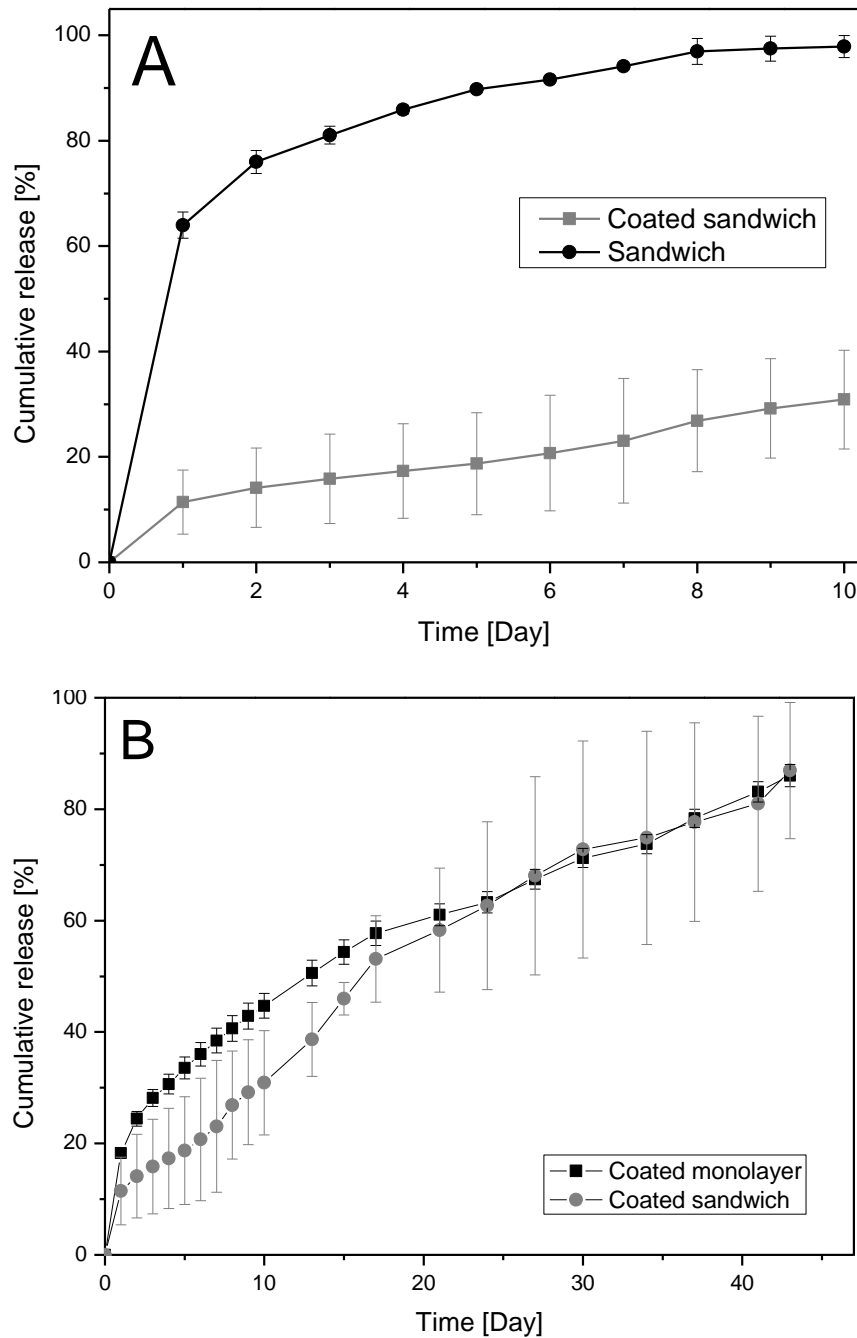 A
100
80
60
40
20
0
Cumulative release [%]
Coated sandwich
Sandwich
0 2 4 6 8 10
Time [Day]
B
100
80
60
40
20
0
Cumulative release [%]
Coated monolayer
Coated sandwich
0 10 20 30 40
Time [Day]